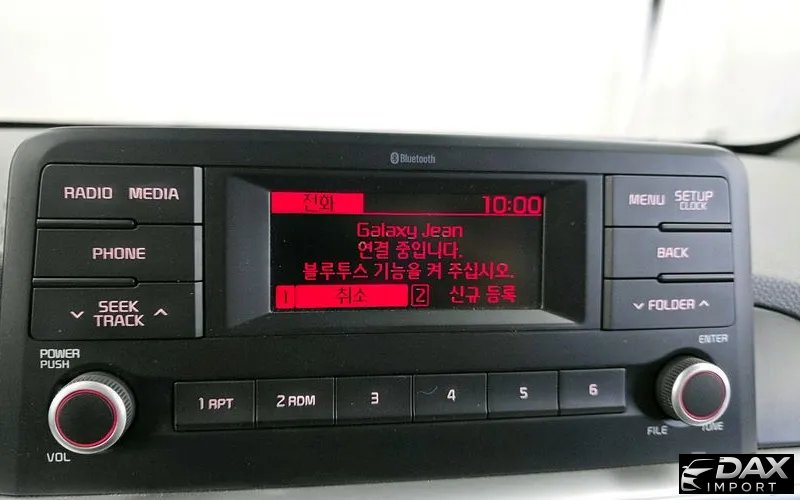 Bluetooth
RADIO MEDIA
PHONE
SEEK
TRACK
POWER
PUSH
VOL
전화 10:00
Galaxy Jean
연결 중입니다.
블루투스 기능을 켜 주십시오.
1 취소 2 신규 등록
MENU SETUP
CLOCK
BACK
FOLDER
ENTER
FILE TUNE
1 RPT 2 RDM 3 4 5 6
DAX
IMPORT